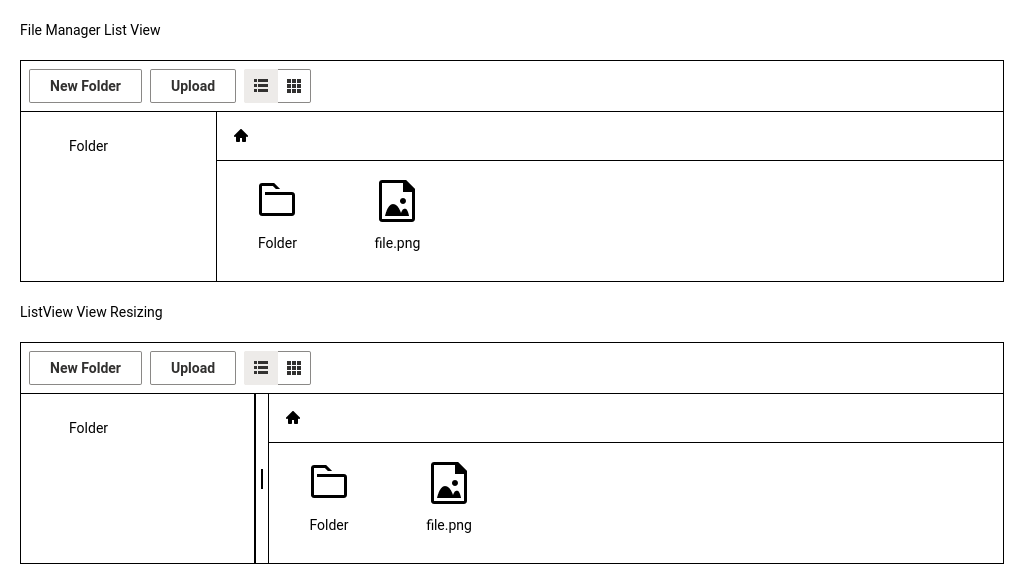 File Manager List View
New Folder Upload
Folder
Folder file.png
ListView View Resizing
New Folder Upload
Folder
Folder file.png